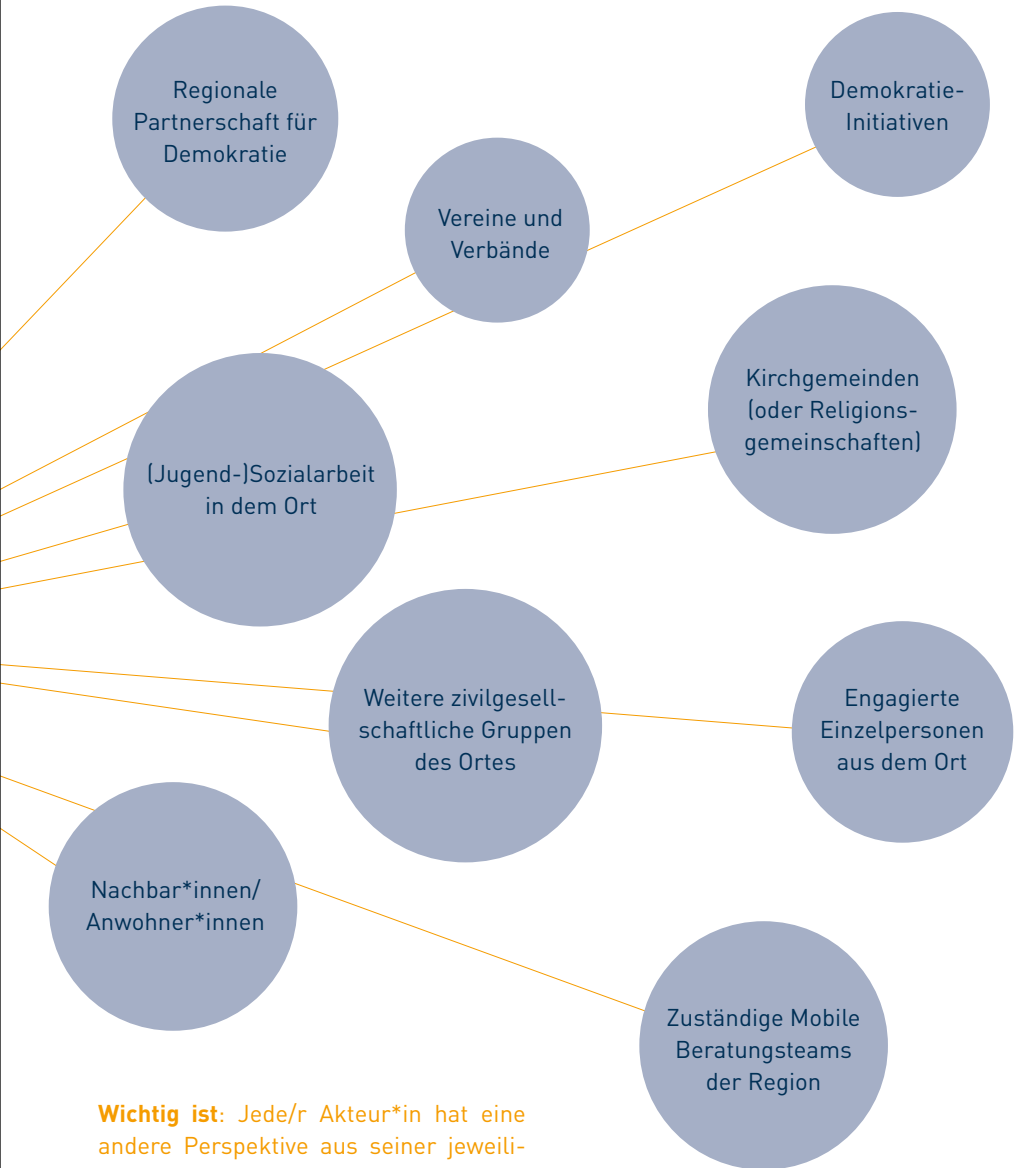 Regionale
Partnerschaft für
Demokratie
Demokratie-
Initiativen
Vereine und
Verbände
Kirchgemeinden
(oder Religions-
gemeinschaften)
(Jugend-)Sozialarbeit
in dem Ort
Weitere zivilgesell-
schaftliche Gruppen
des Ortes
Engagierte
Einzelpersonen
aus dem Ort
Nachbar*innen/
Anwohner*innen
Zuständige Mobile
Beratungsteams
der Region
Wichtig ist: Jede/r Akteur*in hat eine
andere Perspektive aus seiner jeweili-